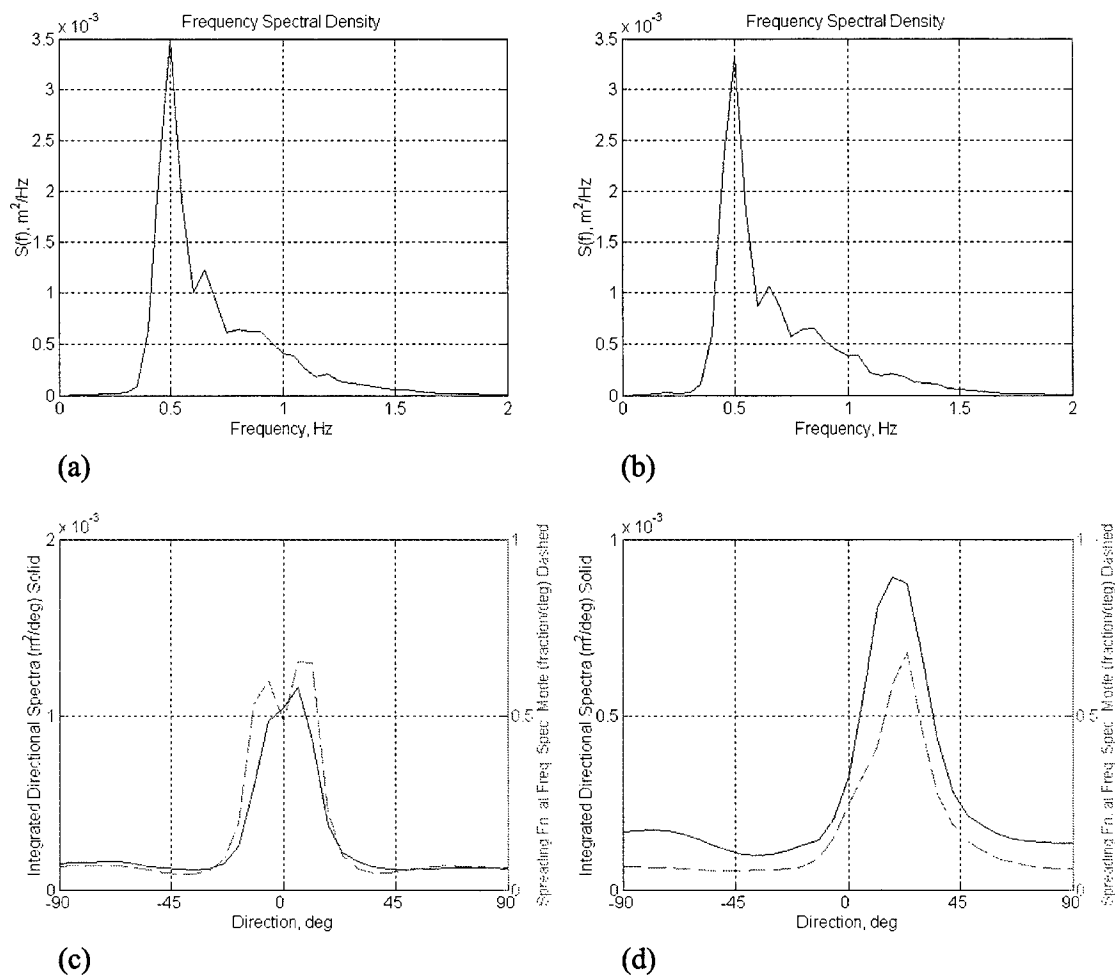 Frequency Spectral Density
x 10-3
3.5
3
2.5
2
1.5
1
0.5
0
S(f), m2/Hz
0
0.5
1
1.5
2
Frequency, Hz
(a)
Frequency Spectral Density
x 10-3
3.5
3
2.5
2
1.5
1
0.5
0
S(f), m2/Hz
0
0.5
1
1.5
2
Frequency, Hz
(b)
x 10-3
2
1
0
Integrated Directional Spectra (m2/deg) Solid
1
0.5
0
Spreading Fn. at Freq. Spec. Mode (fraction/deg) Dashed
-90
-45
0
45
90
Direction, deg
(c)
x 10-3
1
0.5
0
Integrated Directional Spectra (m2/deg) Solid
1
0.5
0
Spreading Fn. at Freq. Spec. Mode (fraction/deg) Dashed
-90
-45
0
45
90
Direction, deg
(d)